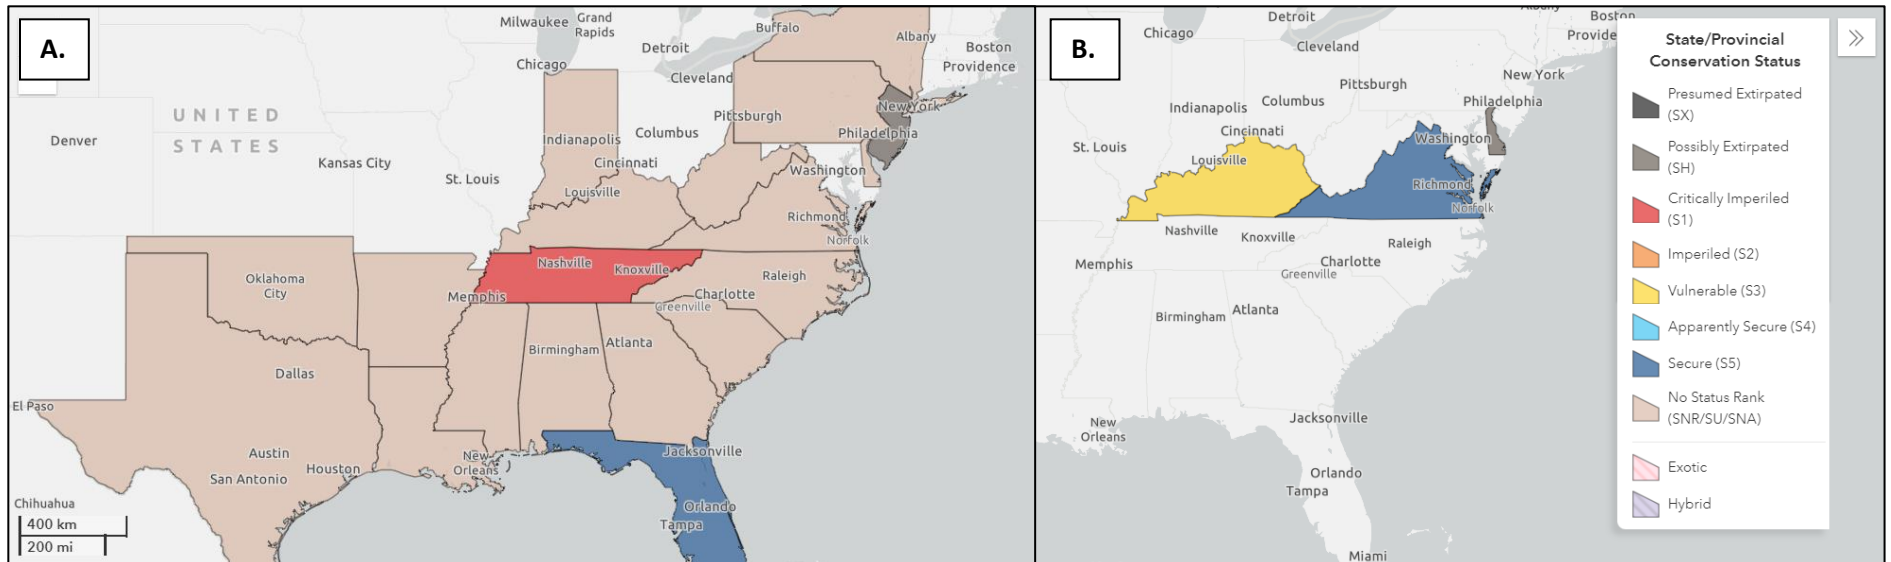 A.
Milwaukee
Grand
Rapids
Buffalo
Albany
Detroit
Boston
Chicago
Providence
Cleveland
UNITED
STATES
New York
Denver
Pittsburgh
Philadelphia
Indianapolis
Columbus
Kansas City
Cincinnati
Washington
St. Louis
Louisville
Richmond
Norfolk
Nashville
Knoxville
Raleigh
Oklahoma
City
Memphis
Charlotte
Greenville
Birmingham
Atlanta
Dallas
El Paso
Austin
New
Orleans
Jacksonville
San Antonio
Houston
Chihuahua
Orlando
Tampa
400 km
200 mi
B.
Detroit
Albany
Boston
Chicago
Provide
Cleveland
New York
Pittsburgh
Indianapolis
Columbus
Philadelphia
Cincinnati
Washington
St. Louis
Louisville
Richmond
Norfolk
Nashville
Knoxville
Raleigh
Memphis
Charlotte
Greenville
Birmingham
Atlanta
New
Orleans
Jacksonville
Orlando
Tampa
Miami
State/Provincial
Conservation Status
Presumed Extirpated
(SX)
Possibly Extirpated
(SH)
Critically Imperiled
(S1)
Imperiled (S2)
Vulnerable (S3)
Apparently Secure (S4)
Secure (S5)
No Status Rank
(SNR/SU/SNA)
Exotic
Hybrid